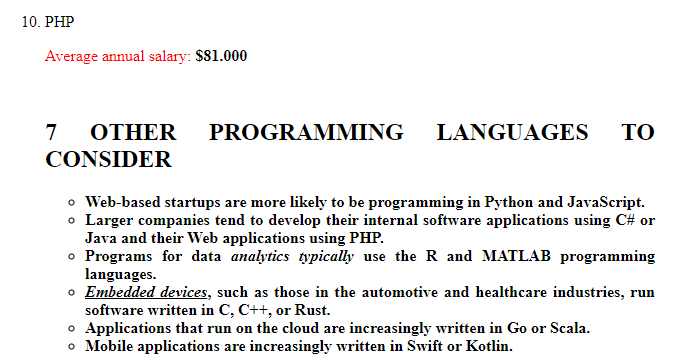 10. PHP
Average annual salary: $81.000
7 OTHER PROGRAMMING LANGUAGES TO
CONSIDER
Web-based startups are more likely to be programming in Python and JavaScript.
Larger companies tend to develop their internal software applications using C# or
Java and their Web applications using PHP.
Programs for data analytics typically use the R and MATLAB programming
languages.
Embedded devices, such as those in the automotive and healthcare industries, run
software written in C, C++, or Rust.
Applications that run on the cloud are increasingly written in Go or Scala.
Mobile applications are increasingly written in Swift or Kotlin.